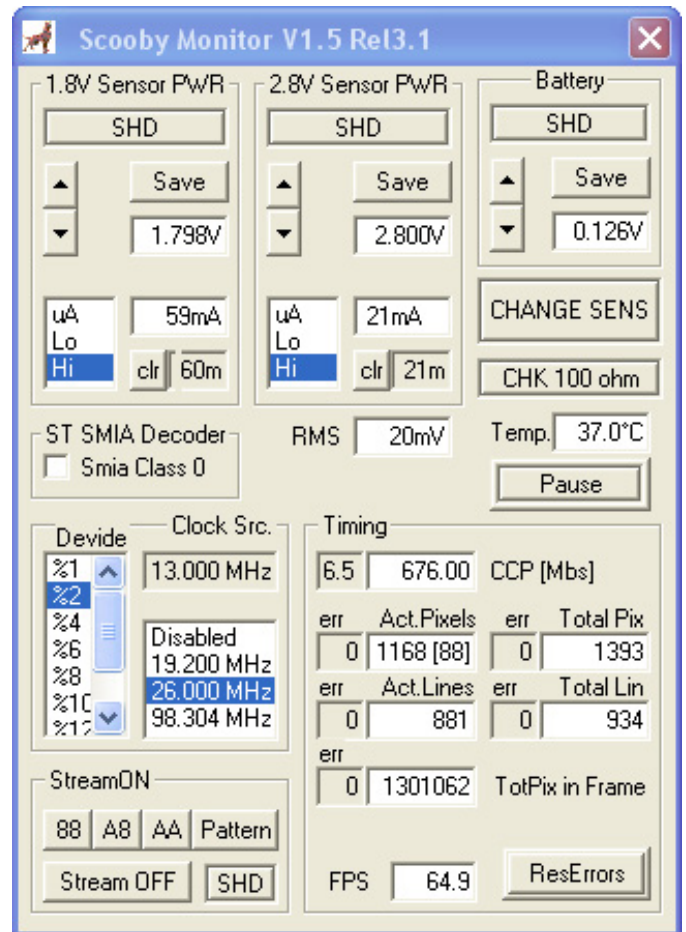 Scooby Monitor V1.5 Rel3.1
1.8V Sensor PWR
SHD
Save
1.798V
uA
Lo
Hi
59mA
clr 60m
2.8V Sensor PWR
SHD
Save
2.800V
uA
Lo
Hi
21mA
clr 21m
Battery
SHD
Save
0.126V
CHANGE SENS
CHK 100 ohm
ST SMIA Decoder
Smia Class 0
RMS 20mV
Temp. 37.0°C
Pause
Devide
%1
%2
%4
%6
%8
%10
%12
Clock Src.
13.000 MHz
Disabled
19.200 MHz
26.000 MHz
98.304 MHz
StreamON
88 A8 AA Pattern
Stream OFF SHD
Timing
6.5 676.00 CCP [Mbs]
err Act.Pixels err Total Pix
0 1168 [88] 0 1393
err Act.Lines err Total Lin
0 881 0 934
err
0 1301062 TotPix in Frame
FPS 64.9 ResErrors